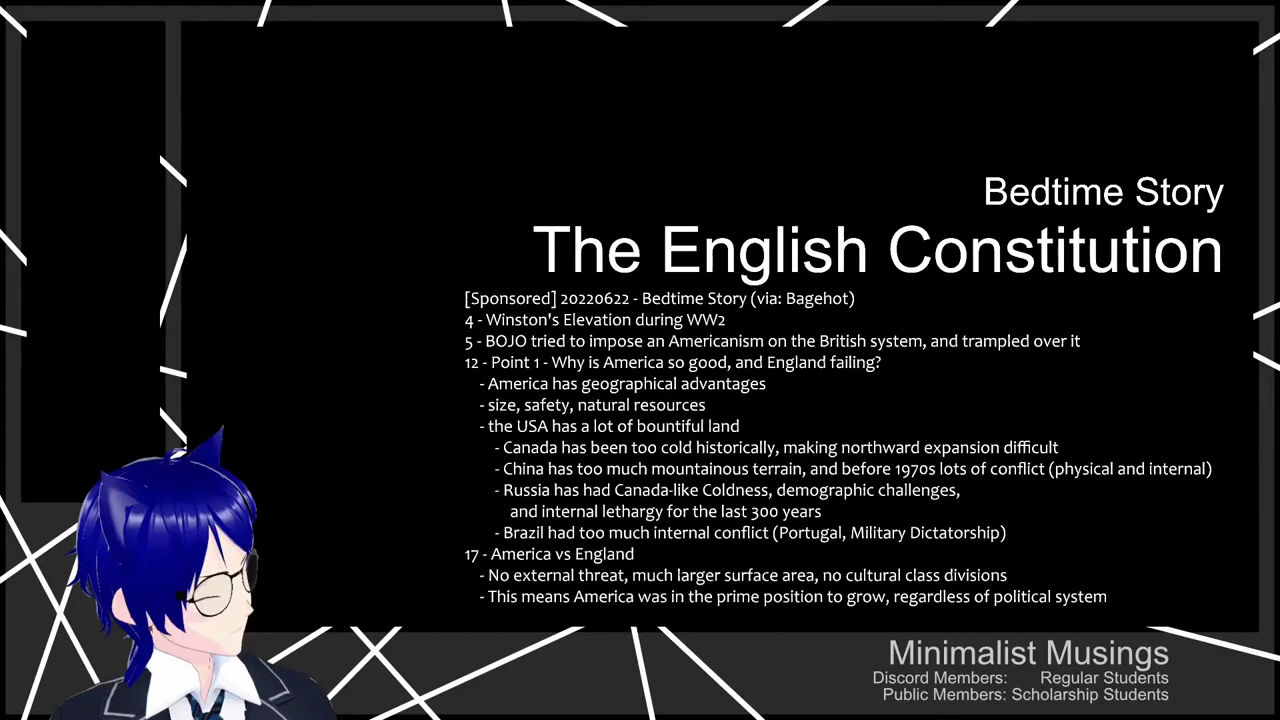 Bedtime Story
The English Constitution
[Sponsored] 20220622 - Bedtime Story (via: Bagehot)
4 - Winston's Elevation during WW2
5 - BOJO tried to impose an Americanism on the British system, and trampled over it
12 - Point 1 - Why is America so good, and England failing?
- America has geographical advantages
- size, safety, natural resources
- the USA has a lot of bountiful land
- Canada has been too cold historically, making northward expansion difficult
- China has too much mountainous terrain, and before 1970s lots of conflict (physical and internal)
- Russia has had Canada-like Coldness, demographic challenges,
and internal lethargy for the last 300 years
- Brazil had too much internal conflict (Portugal, Military Dictatorship)
17 - America vs England
- No external threat, much larger surface area, no cultural class divisions
- This means America was in the prime position to grow, regardless of political system
Minimalist Musings
Discord Members: Regular Students
Public Members: Scholarship Students